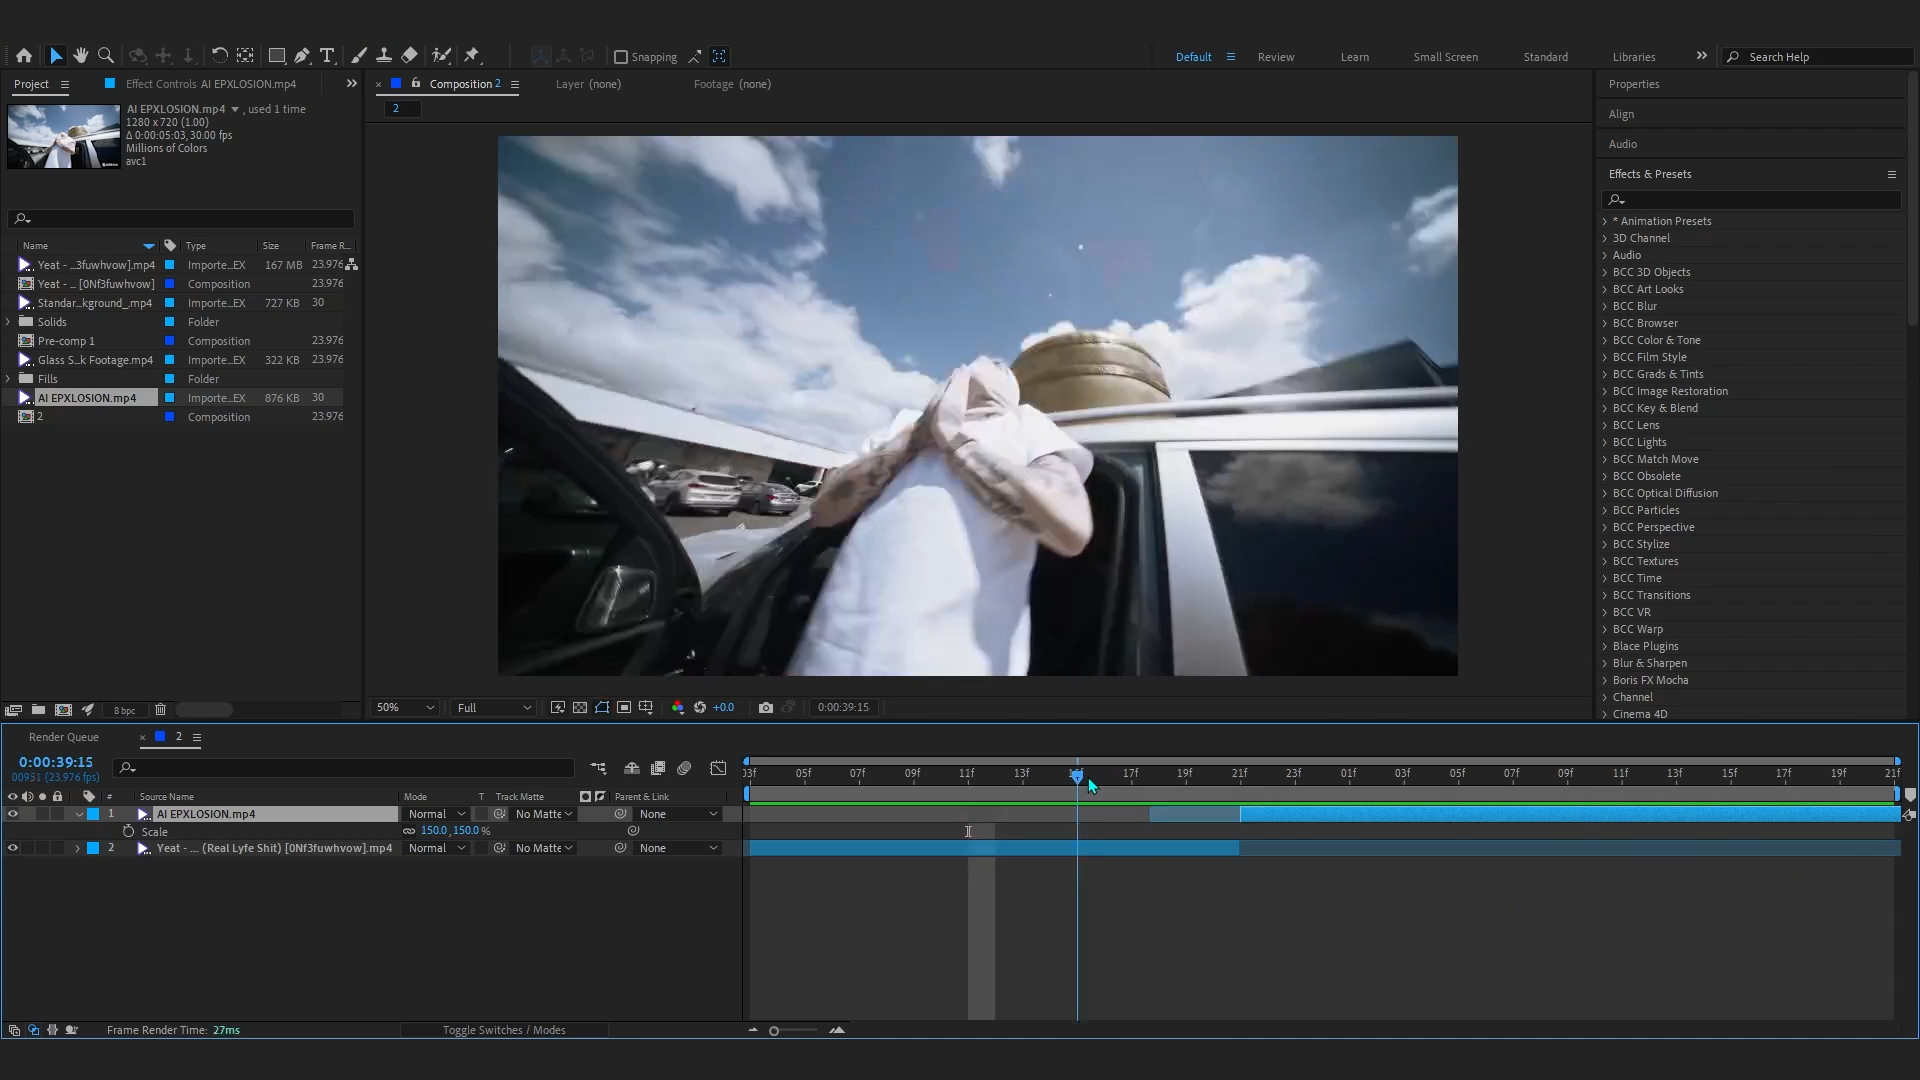 Snapping
Default
Review
Learn
Small Screen
Standard
Libraries
Search Help
Project
Effect Controls AI EPXLOSION.mp4
Composition 2
Layer (none)
Footage (none)
2
AI EPXLOSION.mp4 , used 1 time
1280 x 720 (1.00)
Δ 0:00:05:03, 30.00 fps
Millions of Colors
avc1
Name Type Size Frame R...
Yeat - ...3fuwhvow].mp4 Importe...EX 167 MB 23.976
Yeat - ... [0Nf3fuwhvow] Composition 23.976
Standar...kground_.mp4 Importe...EX 727 KB 30
Solids Folder
Pre-comp 1 Composition 23.976
Glass S...k Footage.mp4 Importe...EX 322 KB 23.976
Fills Folder
AI EPXLOSION.mp4 Importe...EX 876 KB 30
2 Composition 23.976
8 bpc
50% Full +0.0 0:00:39:15
Properties
Align
Audio
Effects & Presets
* Animation Presets
3D Channel
Audio
BCC 3D Objects
BCC Art Looks
BCC Blur
BCC Browser
BCC Color & Tone
BCC Film Style
BCC Grads & Tints
BCC Image Restoration
BCC Key & Blend
BCC Lens
BCC Lights
BCC Match Move
BCC Obsolete
BCC Optical Diffusion
BCC Particles
BCC Perspective
BCC Stylize
BCC Textures
BCC Time
BCC Transitions
BCC VR
BCC Warp
Blace Plugins
Blur & Sharpen
Boris FX Mocha
Channel
Cinema 4D
Render Queue
2
0:00:39:15
00951 (23.976 fps)
03f 05f 07f 09f 11f 13f 17f 19f 21f 23f 01f 03f 05f 07f 09f 11f 13f 15f 17f 19f 21f
# Source Name Mode T Track Matte Parent & Link
1 AI EPXLOSION.mp4 Normal No Matte None
Scale 150.0, 150.0 %
2 Yeat - ... (Real Lyfe Shit) [0Nf3fuwhvow].mp4 Normal No Matte None
Frame Render Time: 27ms
Toggle Switches / Modes